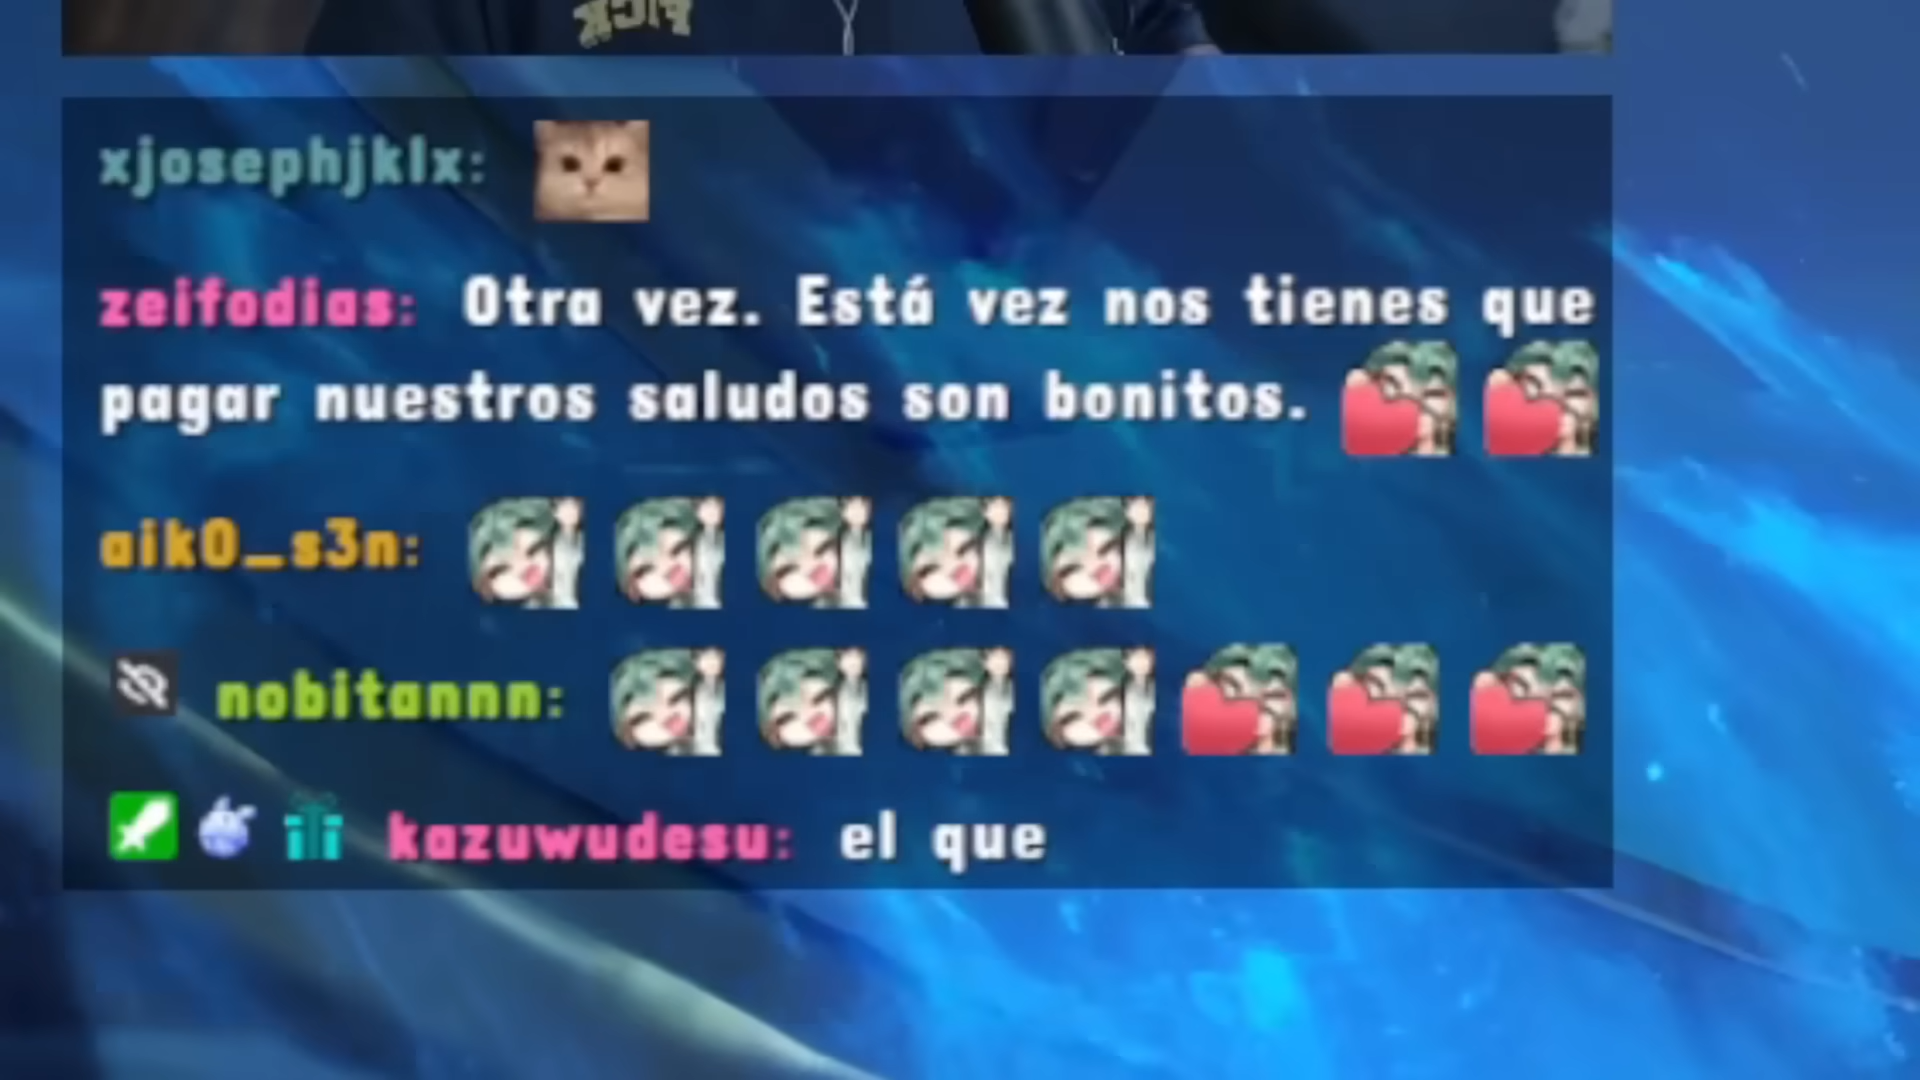 PICK
xjosephjklx:
zeifodias: Otra vez. Está vez nos tienes que
pagar nuestros saludos son bonitos.
aik0_s3n:
nobitannn:
kazuwudesu: el que